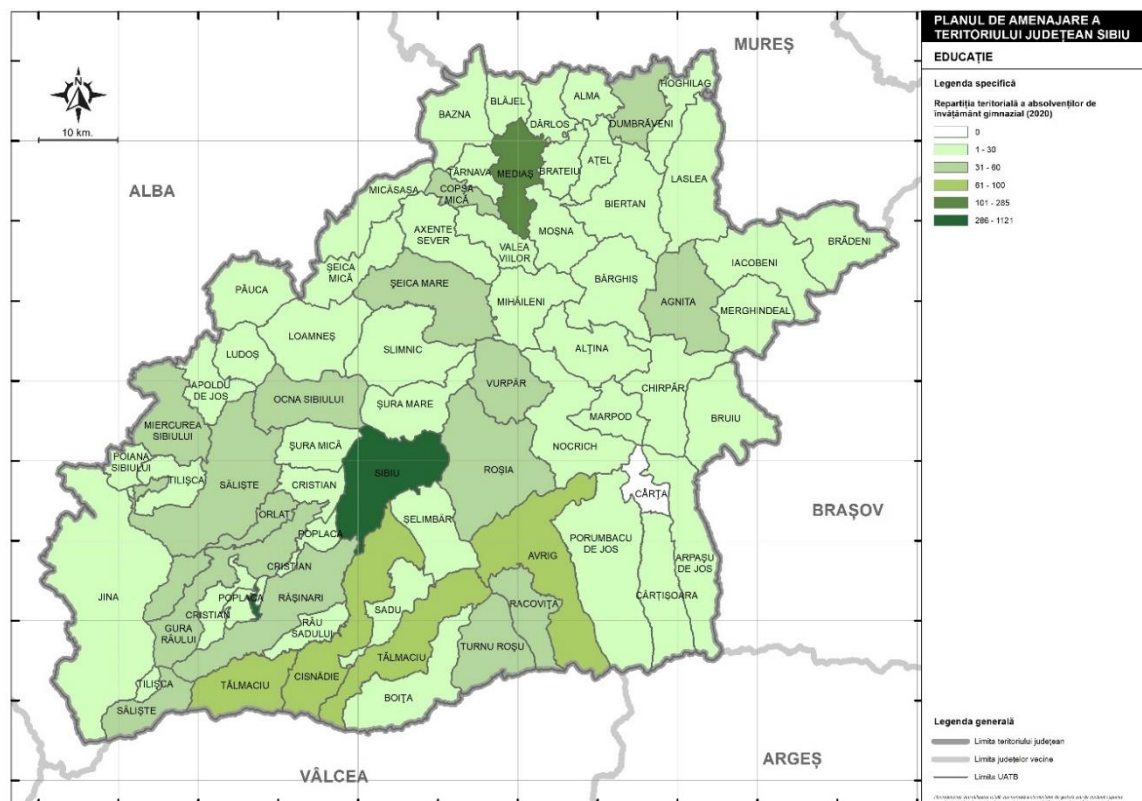 PLANUL DE AMENAJARE A
TERITORIULUI JUDEȚEAN SIBIU
EDUCAȚIE
Legenda specifică
Repartiția teritorială a absolvenților de
învățământ gimnazial (2020)
0
1 - 30
31 - 60
61 - 100
101 - 285
286 - 1121
MUREȘ
N
10 km.
ALBA
HOGHILAG
BLĂJEL
ALMA
BAZNA
DÂRLOS
DUMBRĂVENI
AȚEL
TÂRNAVA
MEDIAȘ
BRATEIU
LASLEA
MICĂSASA
COPȘA
MICĂ
BIERTAN
AXENTE
SEVER
MOȘNA
VALEA
VIILOR
BRĂDENI
IACOBENI
ȘEICA
MICĂ
PĂUCA
ȘEICA MARE
BÂRGHIȘ
MIHĂILENI
AGNITA
MERGHINDEAL
LOAMNEȘ
LUDOȘ
SLIMNIC
ALȚINA
APOLDU
DE JOS
VURPĂR
CHIRPĂR
OCNA SIBIULUI
ȘURA MARE
MARPOD
BRUIU
MIERCUREA
SIBIULUI
ȘURA MICĂ
NOCRICH
POIANA
SIBIULUI
SIBIU
ROȘIA
TILIȘCA
SĂLIȘTE
CRISTIAN
CÂRȚA
BRAȘOV
ORLAT
ȘELIMBĂR
POPLACA
PORUMBACU
DE JOS
AVRIG
ARPAȘU
DE JOS
CRISTIAN
JINA
POPLACA
RĂȘINARI
CÂRȚIȘOARA
CRISTIAN
SADU
RACOVIȚA
GURA
RÂULUI
RÂU
SADULUI
TURNU ROȘU
TĂLMACIU
TILIȘCA
TĂLMACIU
CISNĂDIE
BOIȚA
SĂLIȘTE
VÂLCEA
ARGEȘ
Legenda generală
Limita teritoriului județean
Limita județelor vecine
Limita UATB